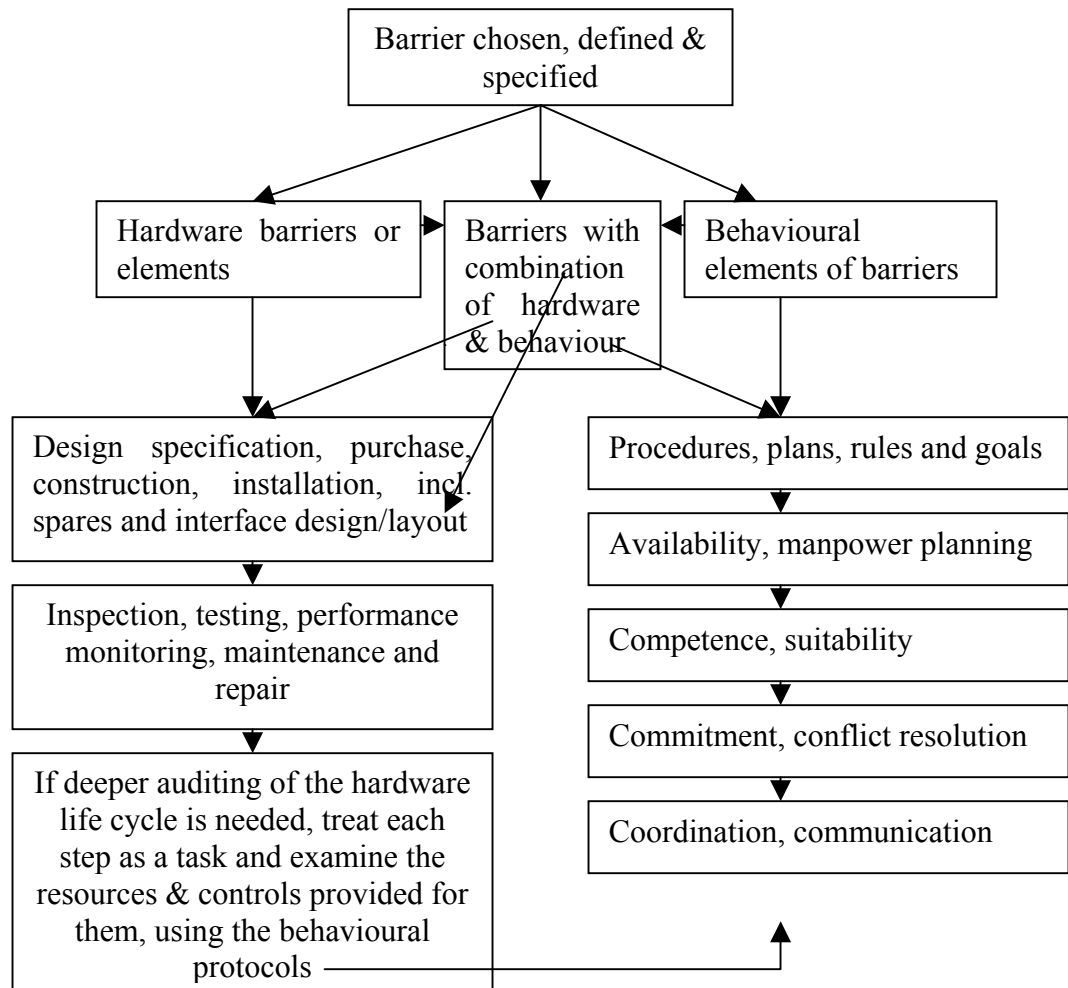 Barrier chosen, defined &
specified
Hardware barriers or
elements
Barriers with
combination
of hardware
& behaviour
Behavioural
elements of barriers
Design specification, purchase,
construction, installation, incl.
spares and interface design/layout
Inspection, testing, performance
monitoring, maintenance and
repair
If deeper auditing of the hardware
life cycle is needed, treat each
step as a task and examine the
resources & controls provided for
them, using the behavioural
protocols
Procedures, plans, rules and goals
Availability, manpower planning
Competence, suitability
Commitment, conflict resolution
Coordination, communication